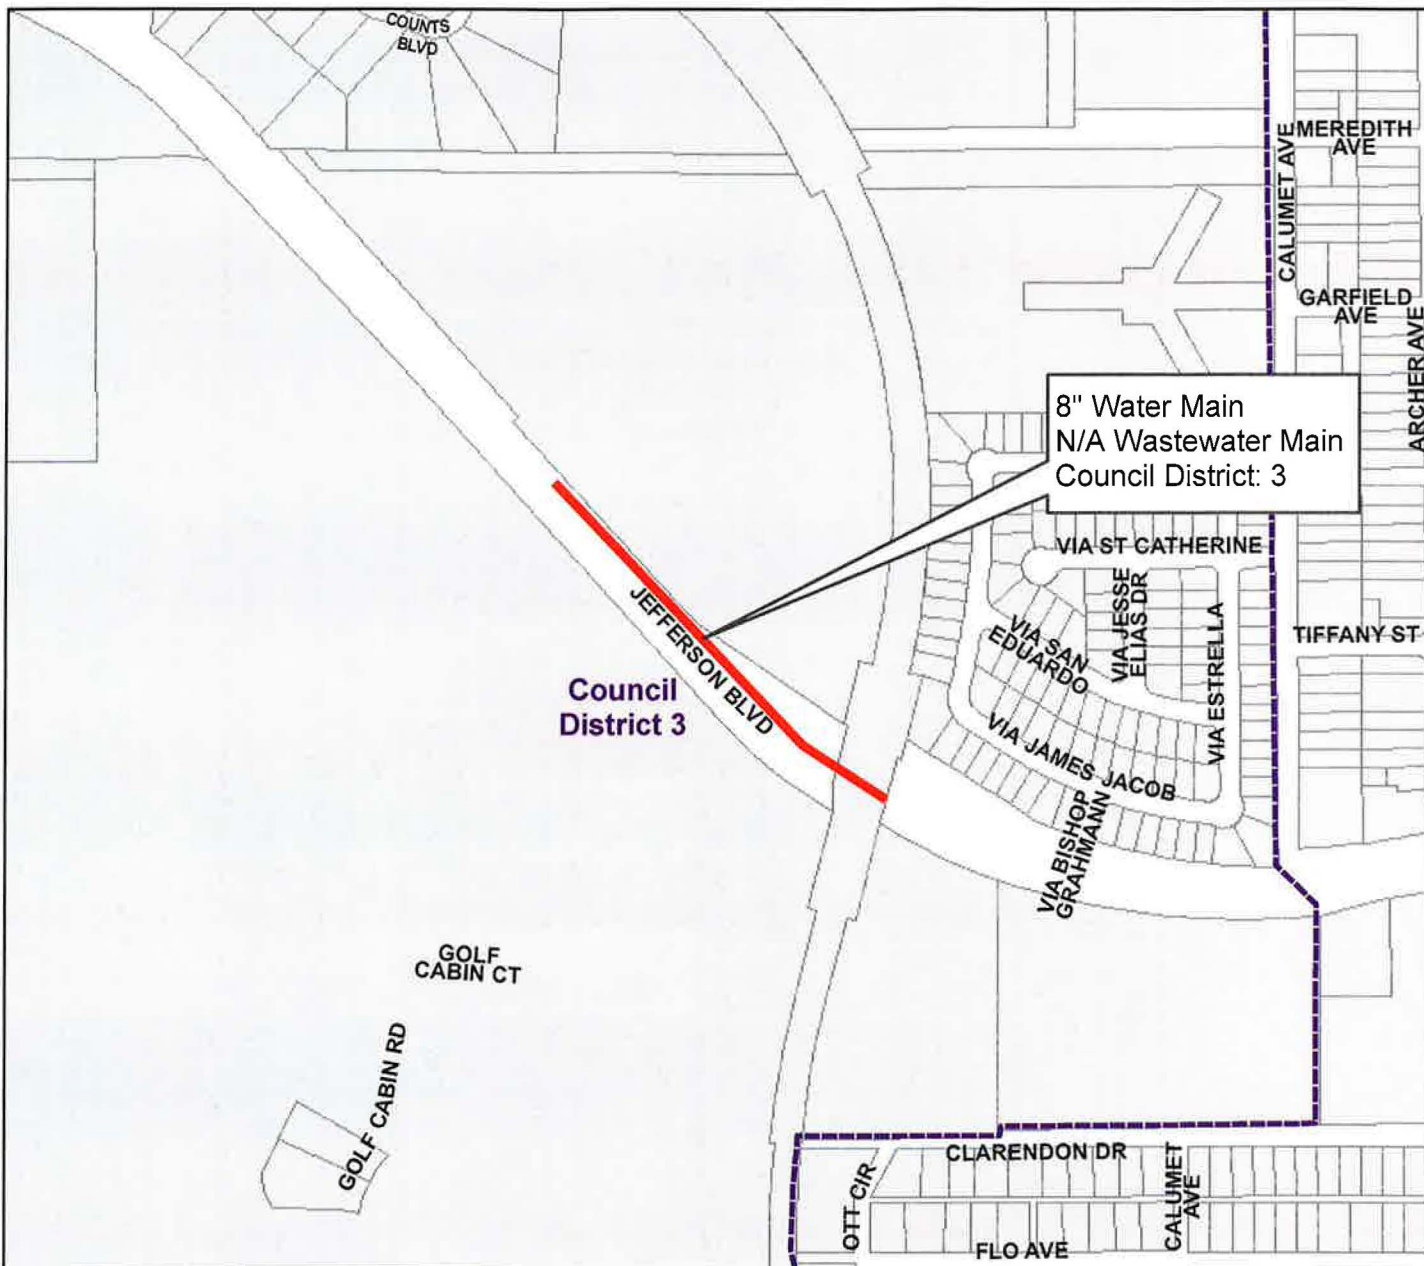 COUNTS
BLVD
MEREDITH
AVE
CALUMET AVE
GARFIELD
AVE
ARCHER AVE
8" Water Main
N/A Wastewater Main
Council District: 3
VIA ST CATHERINE
VIA JESSE
ELIAS DR
VIA SAN
EDUARDO
VIA ESTRELLA
TIFFANY ST
JEFFERSON BLVD
Council
District 3
VIA JAMES JACOB
VIA BISHOP
GRAHMANN
GOLF
CABIN CT
GOLF CABIN RD
CLARENDON DR
OTT CIR
CALUMET
AVE
FLO AVE